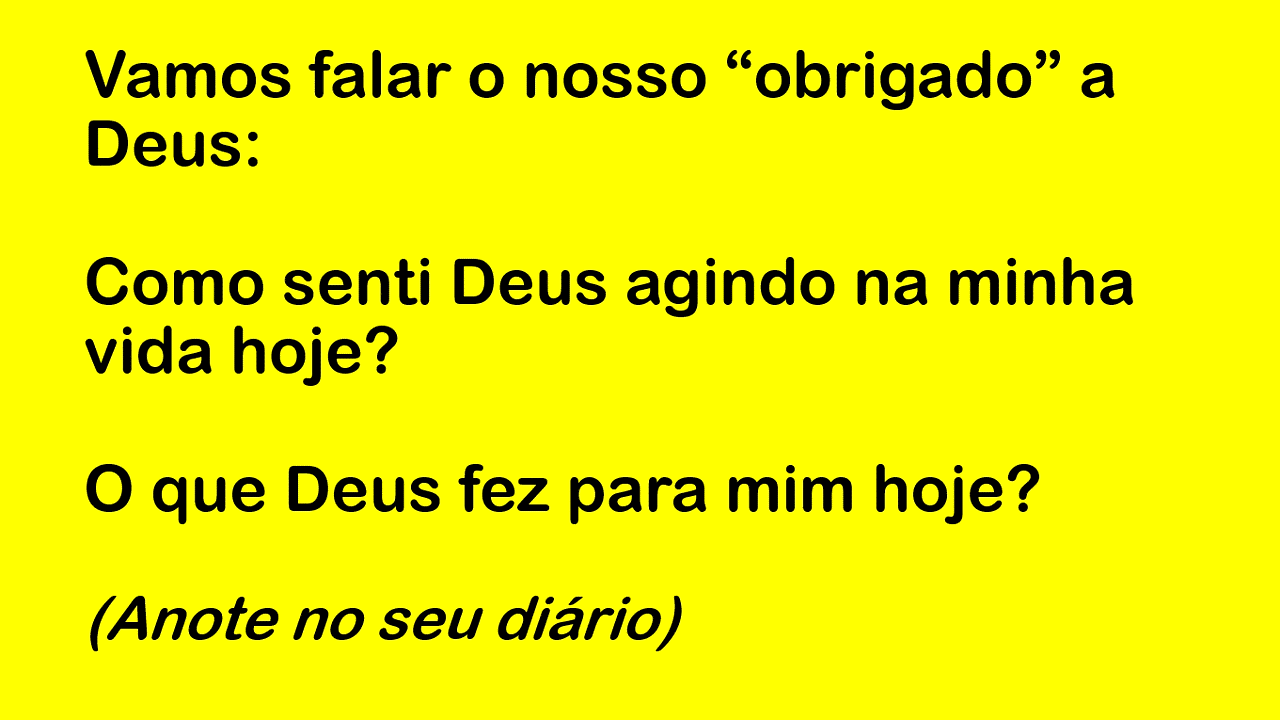 Vamos falar o nosso “obrigado” a
Deus:
Como senti Deus agindo na minha
vida hoje?
O que Deus fez para mim hoje?
(Anote no seu diário)